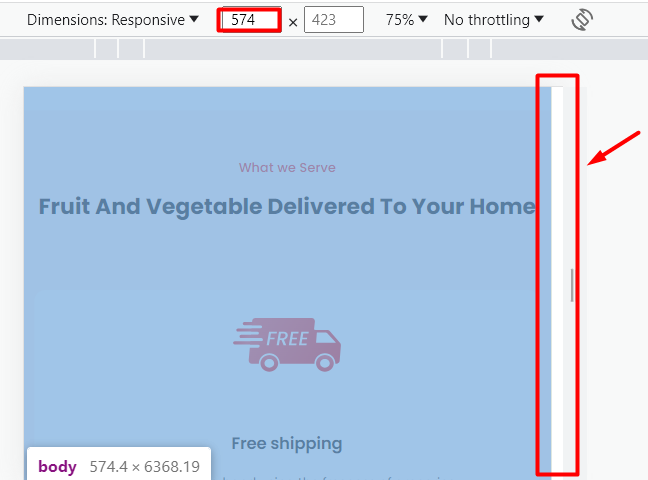 Dimensions: Responsive ▼ 574 × 423 75% ▼ No throttling ▼
What we Serve
Fruit And Vegetable Delivered To Your Home
FREE
Free shipping
body 574.4 × 6368.19